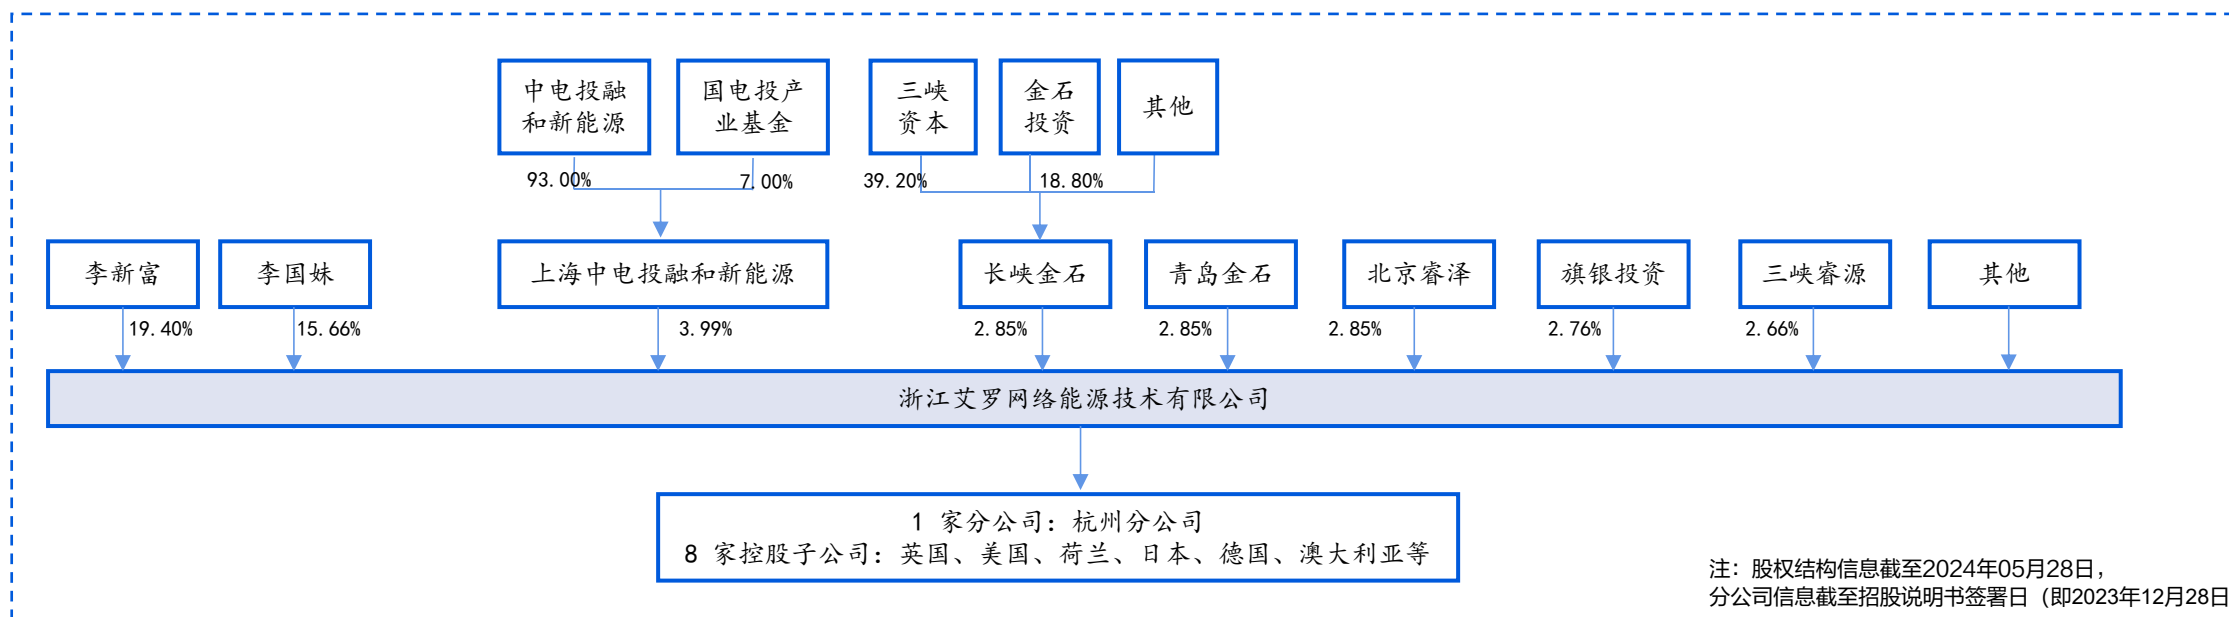 中电投融
和新能源
国电投产
业基金
三峡
资本
金石
投资
其他
93.00%
7.00%
39.20%
18.80%
李新富
李国妹
上海中电投融和新能源
长峡金石
青岛金石
北京睿泽
旗银投资
三峡睿源
其他
19.40%
15.66%
3.99%
2.85%
2.85%
2.85%
2.76%
2.66%
浙江艾罗网络能源技术有限公司
1 家分公司：杭州分公司
8 家控股子公司：英国、美国、荷兰、日本、德国、澳大利亚等
注：股权结构信息截至2024年05月28日，
分公司信息截至招股说明书签署日（即2023年12月28日